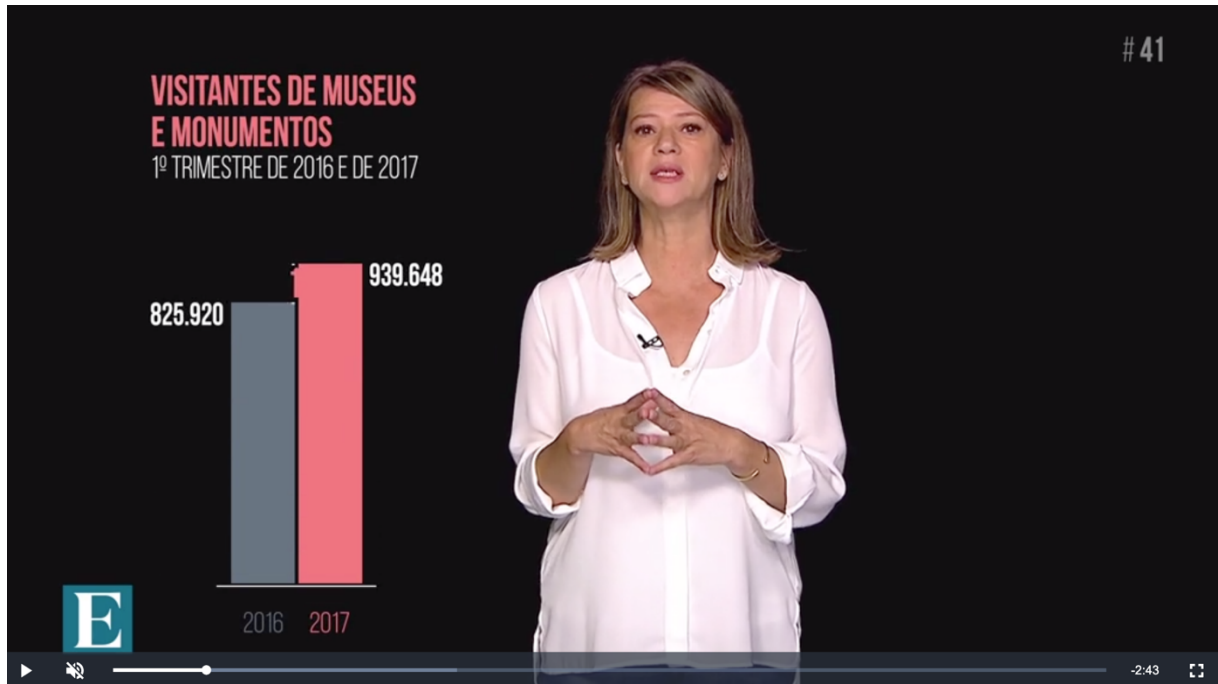 # 41
VISITANTES DE MUSEUS
E MONUMENTOS
1º TRIMESTRE DE 2016 E DE 2017
939.648
825.920
2016 2017
E
-2:43